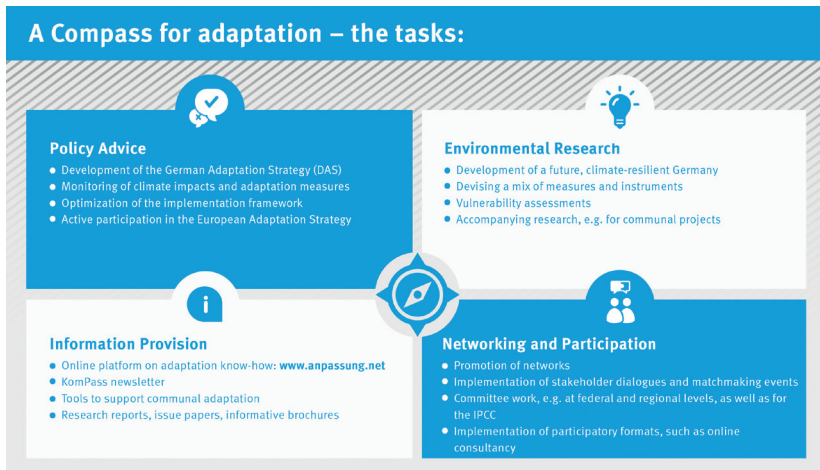 A Compass for adaptation – the tasks:
Policy Advice
• Development of the German Adaptation Strategy (DAS)
• Monitoring of climate impacts and adaptation measures
• Optimization of the implementation framework
• Active participation in the European Adaptation Strategy
Environmental Research
• Development of a future, climate-resilient Germany
• Devising a mix of measures and instruments
• Vulnerability assessments
• Accompanying research, e.g. for communal projects
i
Information Provision
• Online platform on adaptation know-how: www.anpassung.net
• KomPass newsletter
• Tools to support communal adaptation
• Research reports, issue papers, informative brochures
Networking and Participation
• Promotion of networks
• Implementation of stakeholder dialogues and matchmaking events
• Committee work, e.g. at federal and regional levels, as well as for
the IPCC
• Implementation of participatory formats, such as online
consultancy